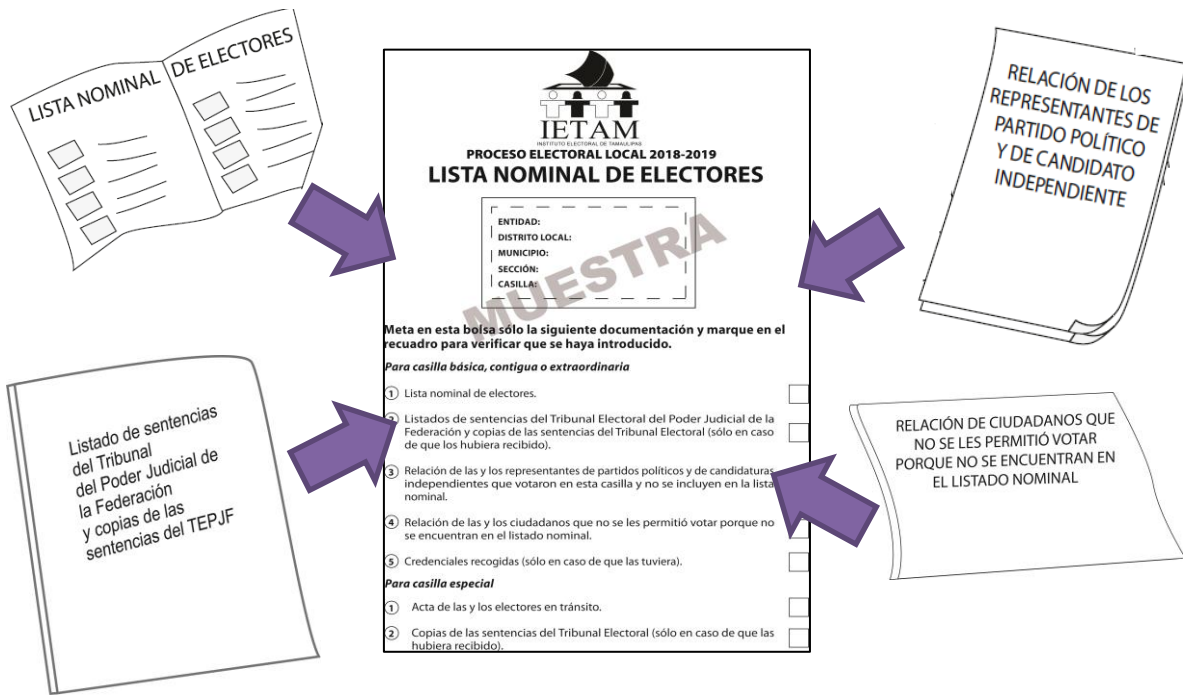 LISTA NOMINAL DE ELECTORES
IETAM
INSTITUTO ELECTORAL DE TAMAULIPAS
PROCESO ELECTORAL LOCAL 2018-2019
LISTA NOMINAL DE ELECTORES
ENTIDAD:
DISTRITO LOCAL:
MUNICIPIO:
SECCIÓN:
CASILLA:
MUESTRA
Meta en esta bolsa sólo la siguiente documentación y marque en el
recuadro para verificar que se haya introducido.
Para casilla básica, contigua o extraordinaria
1 Lista nominal de electores.
2 Listados de sentencias del Tribunal Electoral del Poder Judicial de la
Federación y copias de las sentencias del Tribunal Electoral (sólo en caso
de que los hubiera recibido).
3 Relación de las y los representantes de partidos políticos y de candidaturas
independientes que votaron en esta casilla y no se incluyen en la lista
nominal.
4 Relación de las y los ciudadanos que no se les permitió votar porque no
se encuentran en el listado nominal.
5 Credenciales recogidas (sólo en caso de que las tuviera).
Para casilla especial
1 Acta de las y los electores en tránsito.
2 Copias de las sentencias del Tribunal Electoral (sólo en caso de que las
hubiera recibido).
RELACIÓN DE LOS
REPRESENTANTES DE
PARTIDO POLÍTICO
Y DE CANDIDATO
INDEPENDIENTE
Listado de sentencias
del Tribunal
del Poder Judicial de
la Federación
y copias de las
sentencias del TEPJF
RELACIÓN DE CIUDADANOS QUE
NO SE LES PERMITIÓ VOTAR
PORQUE NO SE ENCUENTRAN EN
EL LISTADO NOMINAL